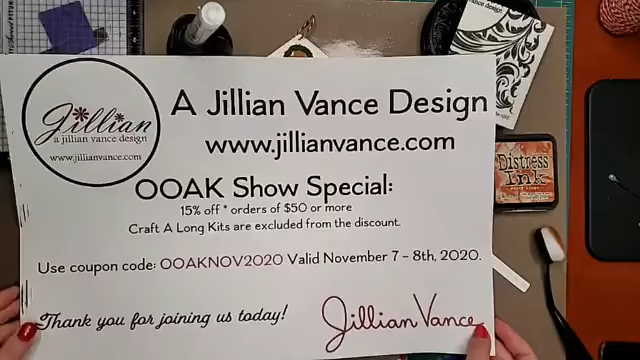 vance design
Jillian
a jillian vance design
www.jillianvance.com
A Jillian Vance Design
www.jillianvance.com
OOAK Show Special:
15% off * orders of $50 or more
Craft A Long Kits are excluded from the discount.
Use coupon code: OOAKNOV2020 Valid November 7 - 8th, 2020.
Thank you for joining us today!
Jillian Vance
Distress
Ink